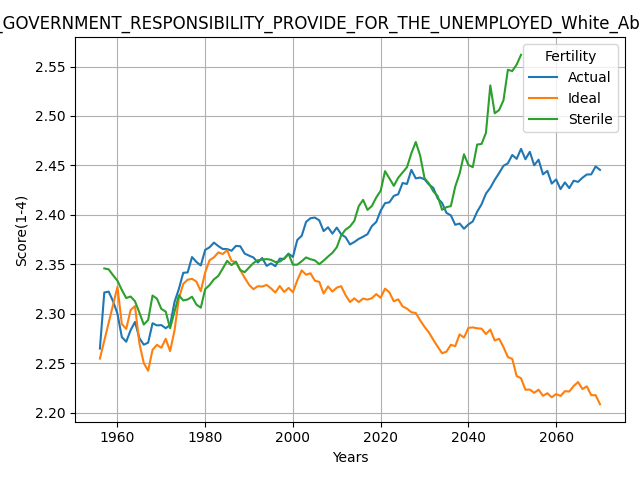 _GOVERNMENT_RESPONSIBILITY_PROVIDE_FOR_THE_UNEMPLOYED_White_Ab
Fertility
Actual
Ideal
Sterile
Score(1-4)
2.55
2.50
2.45
2.40
2.35
2.30
2.25
2.20
1960 1980 2000 2020 2040 2060
Years